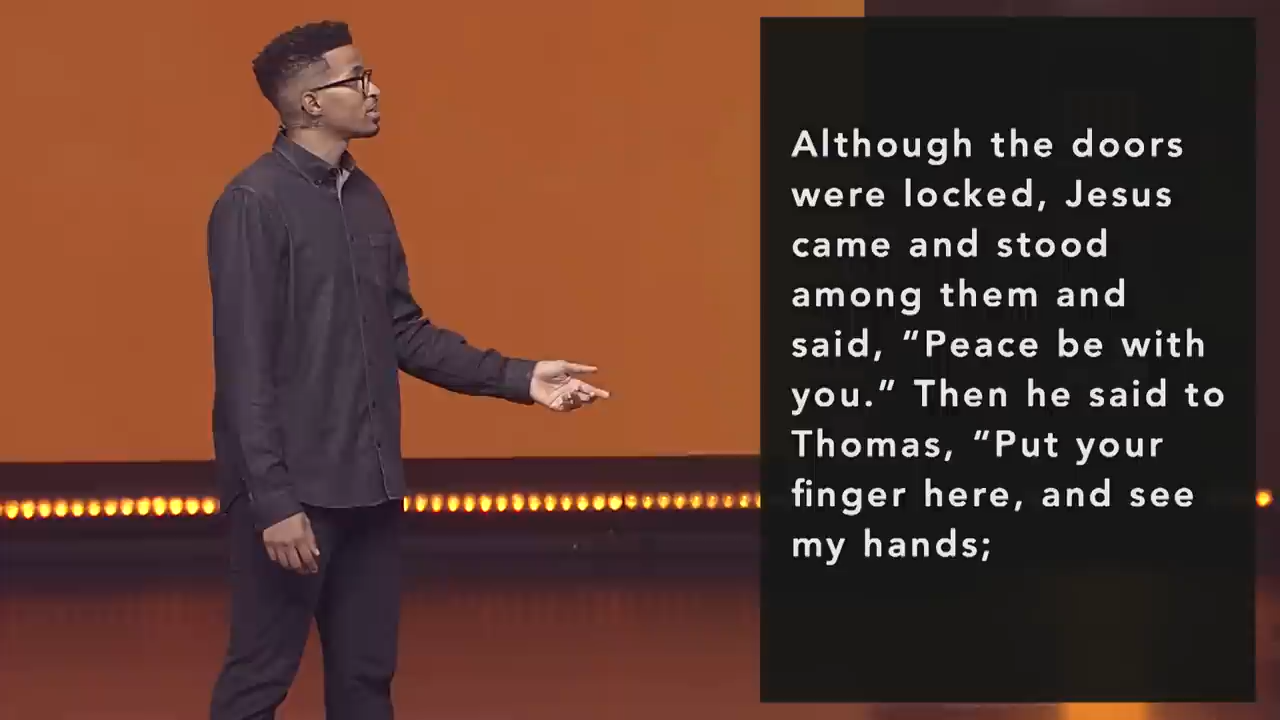 Although the doors
were locked, Jesus
came and stood
among them and
said, “Peace be with
you.” Then he said to
Thomas, “Put your
finger here, and see
my hands;